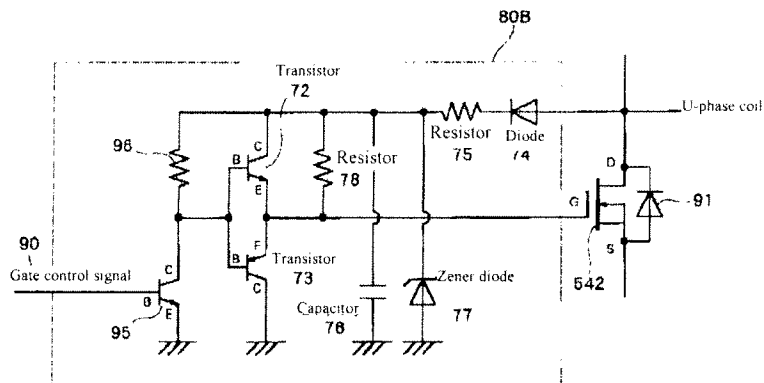 80B
Transistor
72
U-phase coil
C
Resistor
75
Diode
74
96
B
Resistor
78
D
E
G
91
90
Gate control signal
F
S
B
Transistor
73
C
C
Zener diode
542
B
E
Capacitor
76
77
95